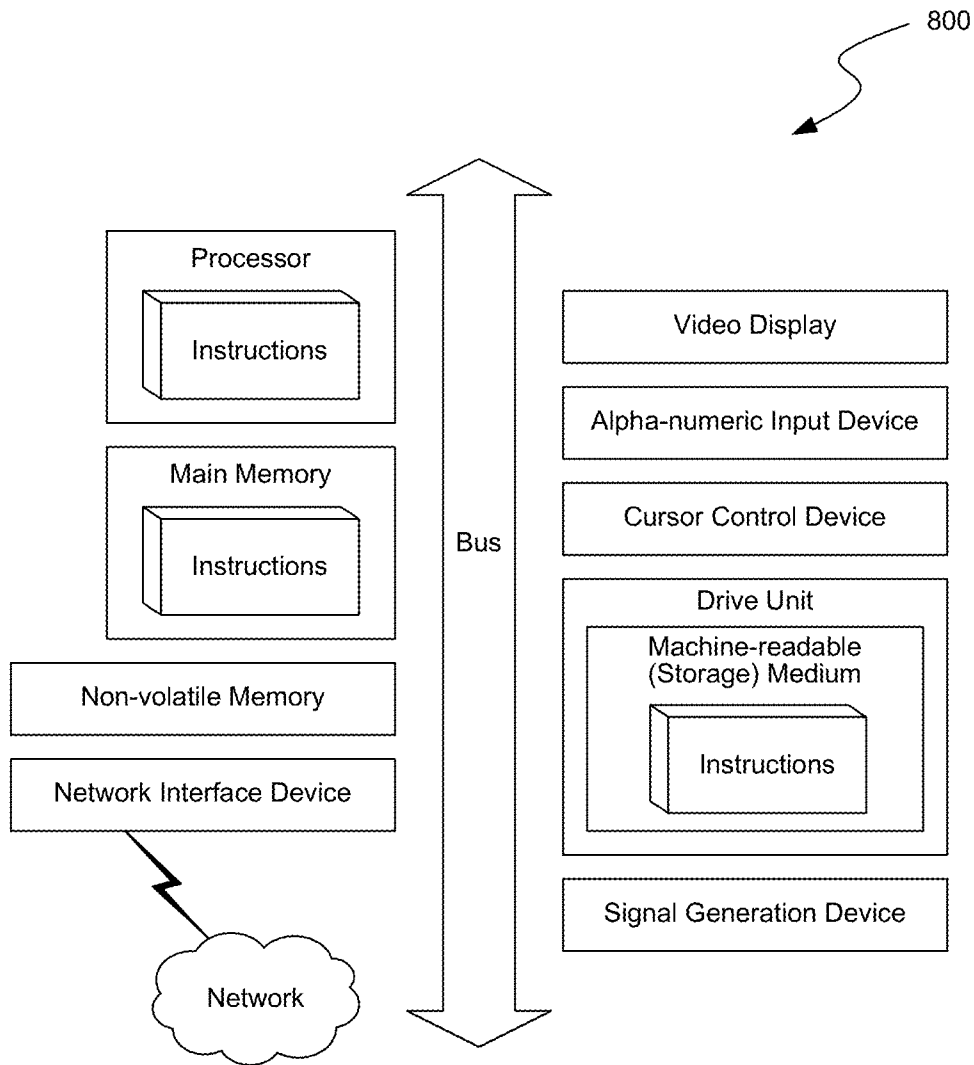 800
Processor
Instructions
Main Memory
Instructions
Non-volatile Memory
Network Interface Device
Network
Bus
Video Display
Alpha-numeric Input Device
Cursor Control Device
Drive Unit
Machine-readable
(Storage) Medium
Instructions
Signal Generation Device